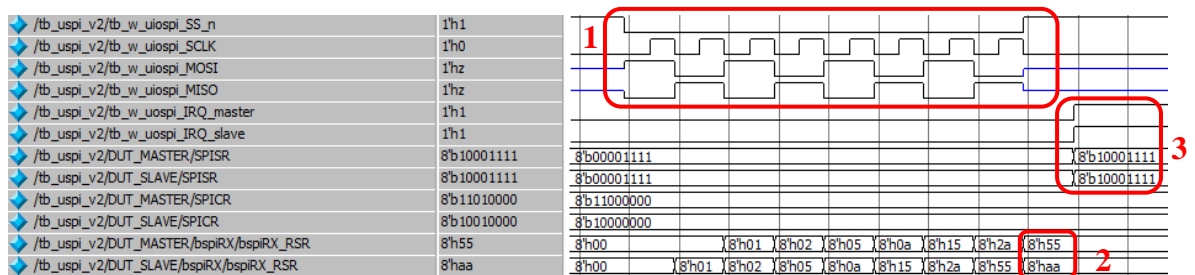 /tb_uspi_v2/tb_w_uiospi_SS_n 1'h1
/tb_uspi_v2/tb_w_uiospi_SCLK 1'h0 1
/tb_uspi_v2/tb_w_uiospi_MOSI 1'hz
/tb_uspi_v2/tb_w_uiospi_MISO 1'hz
/tb_uspi_v2/tb_w_uospi_IRQ_master 1'h1
/tb_uspi_v2/tb_w_uospi_IRQ_slave 1'h1
/tb_uspi_v2/DUT_MASTER/SPISR 8'b10001111 8'b00001111 8'b10001111 3
/tb_uspi_v2/DUT_SLAVE/SPISR 8'b10001111 8'b00001111 8'b10001111
/tb_uspi_v2/DUT_MASTER/SPICR 8'b11010000 8'b11000000
/tb_uspi_v2/DUT_SLAVE/SPICR 8'b10010000 8'b10000000
/tb_uspi_v2/DUT_MASTER/bspiRX/bspiRX_RSR 8'h55 8'h00 8'h01 8'h02 8'h05 8'h0a 8'h15 8'h2a 8'h55
/tb_uspi_v2/DUT_SLAVE/bspiRX/bspiRX_RSR 8'haa 8'h00 8'h01 8'h02 8'h05 8'h0a 8'h15 8'h2a 8'h55 8'haa 2